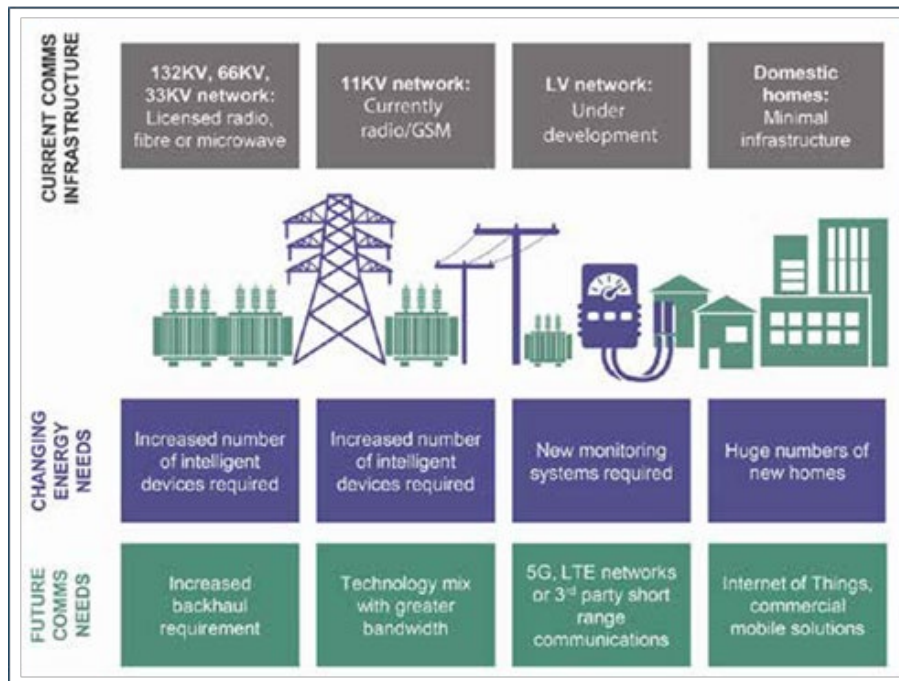 CURRENT COMMS
INFRASTRUCTURE
132KV, 66KV,
33KV network:
Licensed radio,
fibre or microwave
11KV network:
Currently
radio/GSM
LV network:
Under
development
Domestic
homes:
Minimal
infrastructure
CHANGING
ENERGY
NEEDS
Increased number
of intelligent
devices required
Increased number
of intelligent
devices required
New monitoring
systems required
Huge numbers of
new homes
FUTURE
COMMS
NEEDS
Increased
backhaul
requirement
Technology mix
with greater
bandwidth
5G, LTE networks
or 3rd party short
range
communications
Internet of Things,
commercial
mobile solutions